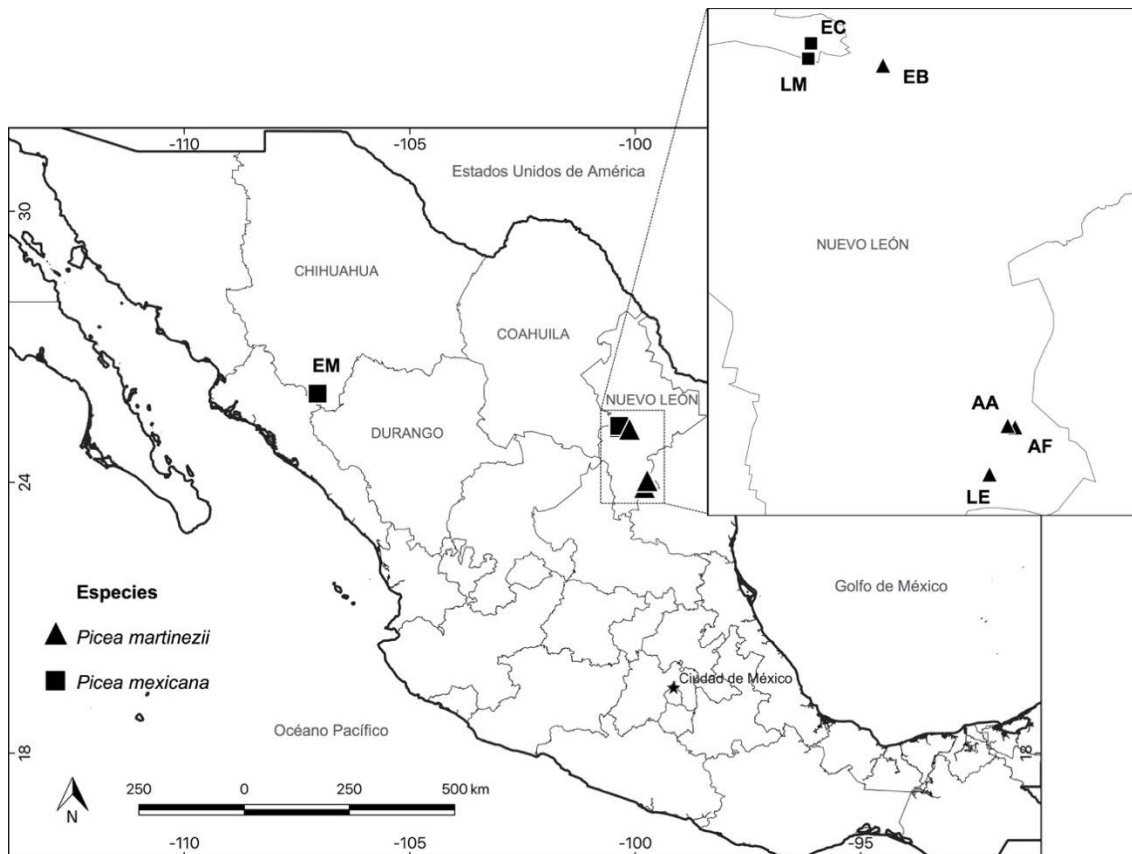 EC
LM
EB
NUEVO LEÓN
AA
AF
LE
-110
-105
-100
Estados Unidos de América
30
CHIHUAHUA
COAHUILA
EM
NUEVO LEÓN
DURANGO
24
Golfo de México
Especies
Picea martinezii
Picea mexicana
Ciudad de México
Océano Pacífico
18
18
250
0
250
500 km
N
-110
-105
-100
-95